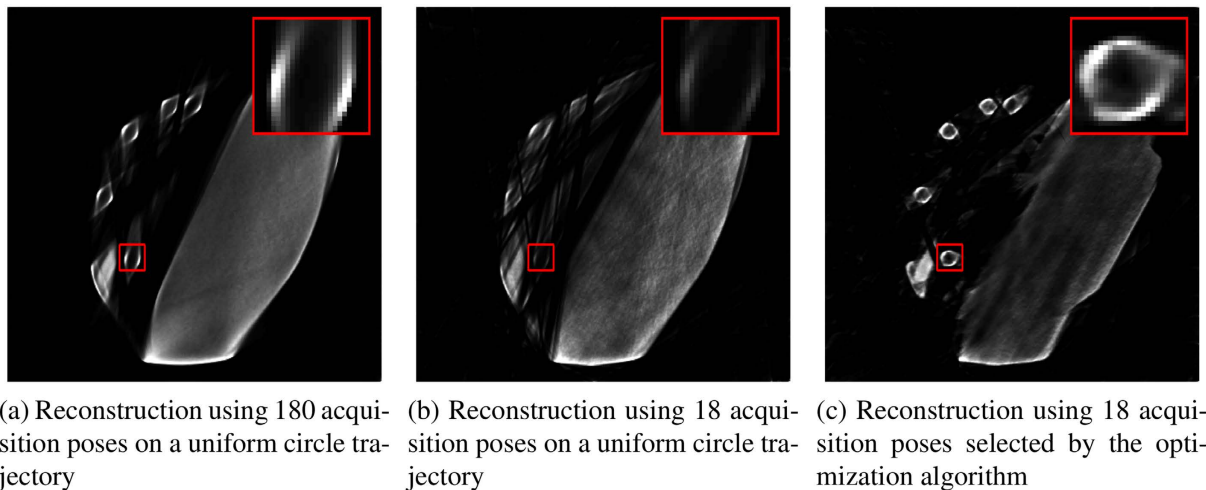 (a) Reconstruction using 180 acqui-
sition poses on a uniform circle tra-
jectory
(b) Reconstruction using 18 acqui-
sition poses on a uniform circle tra-
jectory
(c) Reconstruction using 18 acqui-
sition poses selected by the opti-
mization algorithm